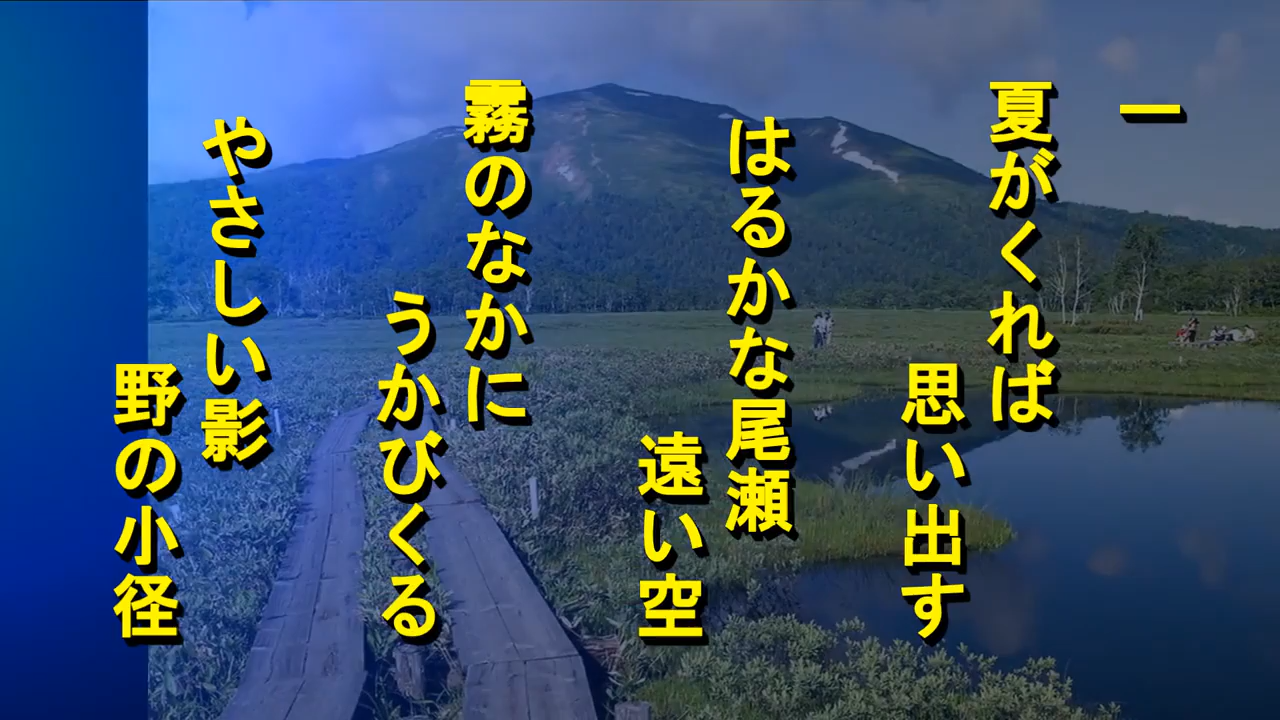 一
夏がくれば
思い出す
はるかな尾瀬
遠い空
霧のなかに
うかびくる
やさしい影
野の小径